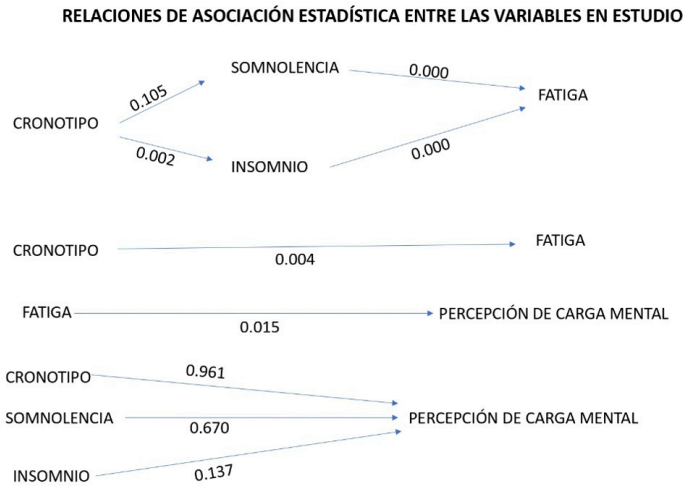 RELACIONES DE ASOCIACIÓN ESTADÍSTICA ENTRE LAS VARIABLES EN ESTUDIO
SOMNOLENCIA
0.000
0.105
FATIGA
CRONOTIPO
0.002
0.000
INSOMNIO
CRONOTIPO
FATIGA
0.004
FATIGA
PERCEPCIÓN DE CARGA MENTAL
0.015
CRONOTIPO
0.961
SOMNOLENCIA
PERCEPCIÓN DE CARGA MENTAL
0.670
INSOMNIO
0.137